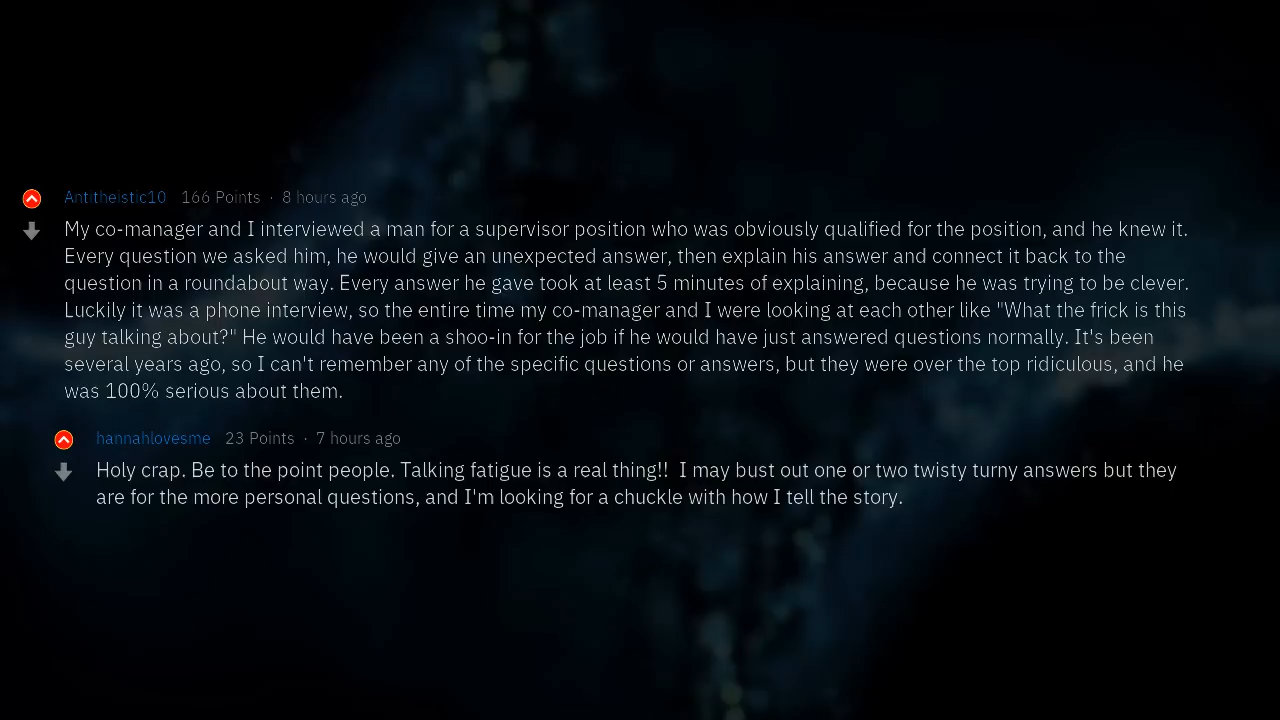 Antitheistic10 166 Points · 8 hours ago
My co-manager and I interviewed a man for a supervisor position who was obviously qualified for the position, and he knew it.
Every question we asked him, he would give an unexpected answer, then explain his answer and connect it back to the
question in a roundabout way. Every answer he gave took at least 5 minutes of explaining, because he was trying to be clever.
Luckily it was a phone interview, so the entire time my co-manager and I were looking at each other like "What the frick is this
guy talking about?" He would have been a shoo-in for the job if he would have just answered questions normally. It's been
several years ago, so I can't remember any of the specific questions or answers, but they were over the top ridiculous, and he
was 100% serious about them.
hannahlovesme 23 Points · 7 hours ago
Holy crap. Be to the point people. Talking fatigue is a real thing!!  I may bust out one or two twisty turny answers but they
are for the more personal questions, and I'm looking for a chuckle with how I tell the story.